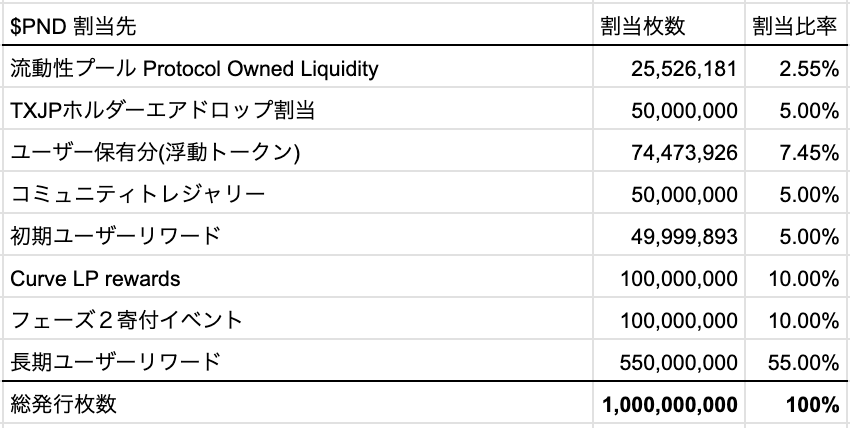 $PND 割当先 割当枚数 割当比率
流動性プール Protocol Owned Liquidity 25,526,181 2.55%
TXJPホルダーエアドロップ割当 50,000,000 5.00%
ユーザー保有分(浮動トークン) 74,473,926 7.45%
コミュニティトレジャリー 50,000,000 5.00%
初期ユーザーリワード 49,999,893 5.00%
Curve LP rewards 100,000,000 10.00%
フェーズ２寄付イベント 100,000,000 10.00%
長期ユーザーリワード 550,000,000 55.00%
総発行枚数 1,000,000,000 100%